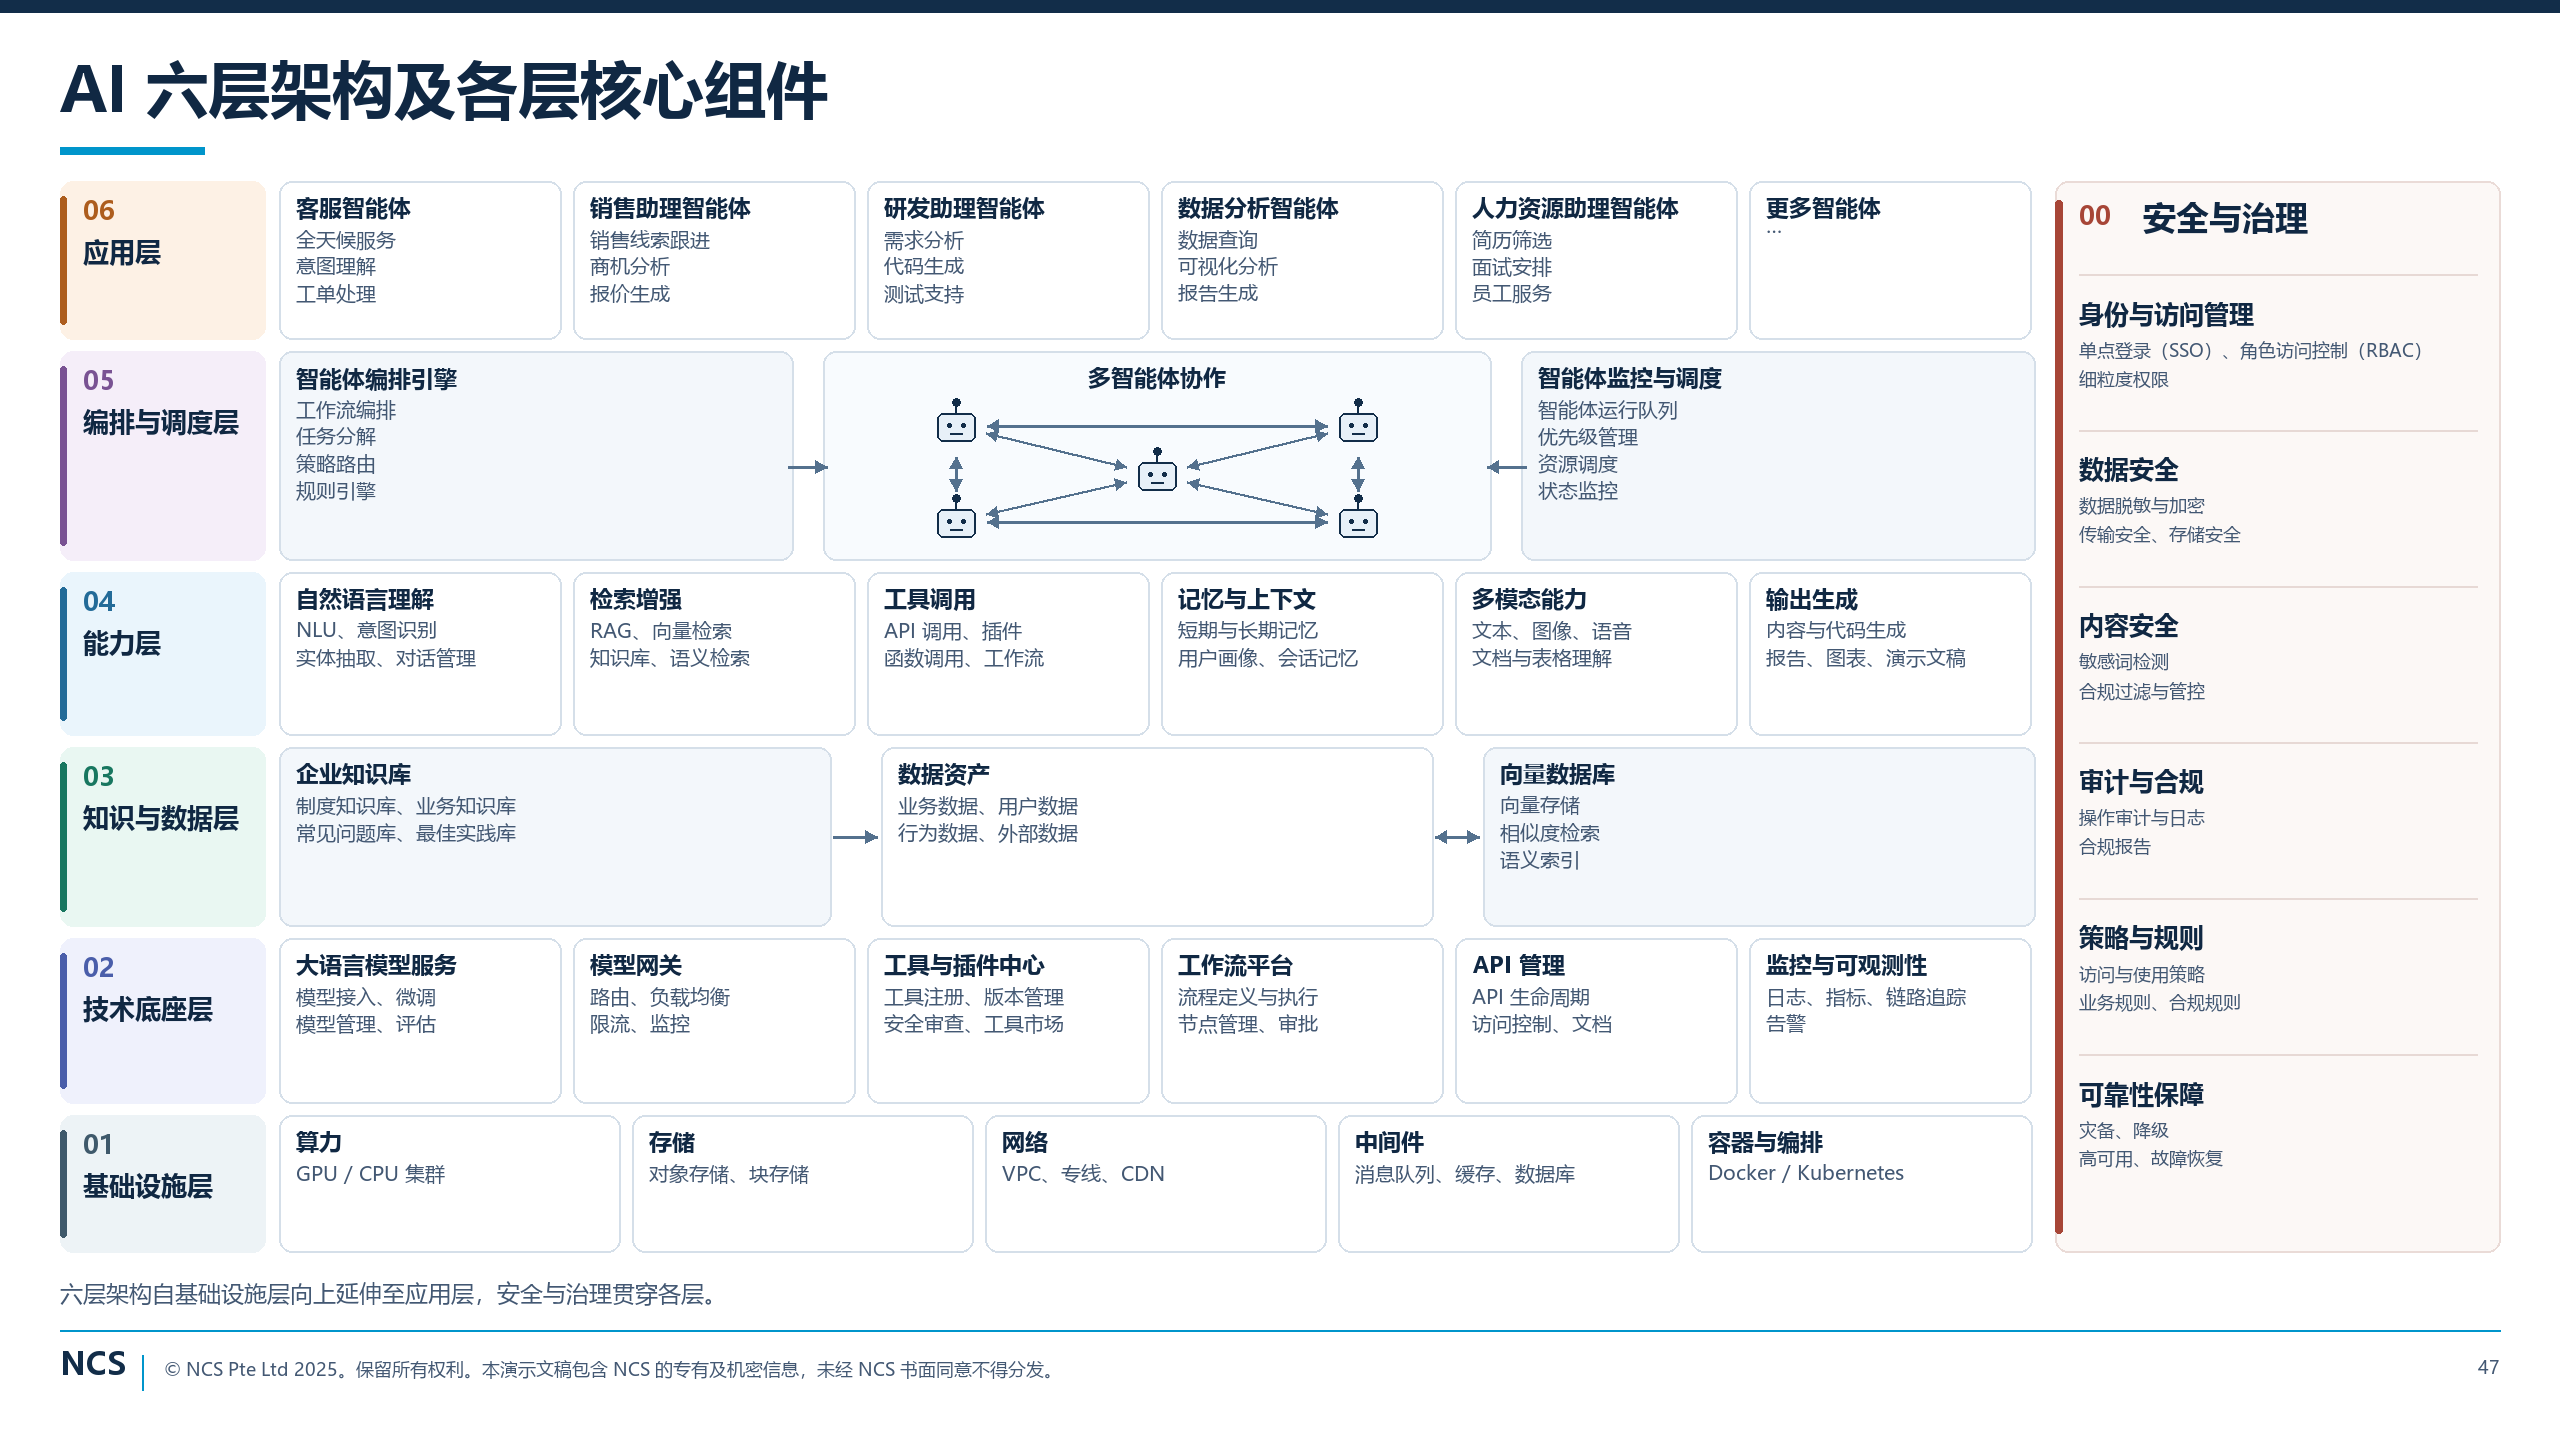 AI 六层架构及各层核心组件
06
应用层
客服智能体
全天候服务
意图理解
工单处理
销售助理智能体
销售线索跟进
商机分析
报价生成
研发助理智能体
需求分析
代码生成
测试支持
数据分析智能体
数据查询
可视化分析
报告生成
人力资源助理智能体
简历筛选
面试安排
员工服务
更多智能体
...
05
编排与调度层
智能体编排引擎
工作流编排
任务分解
策略路由
规则引擎
多智能体协作
智能体监控与调度
智能体运行队列
优先级管理
资源调度
状态监控
04
能力层
自然语言理解
NLU、意图识别
实体抽取、对话管理
检索增强
RAG、向量检索
知识库、语义检索
工具调用
API 调用、插件
函数调用、工作流
记忆与上下文
短期与长期记忆
用户画像、会话记忆
多模态能力
文本、图像、语音
文档与表格理解
输出生成
内容与代码生成
报告、图表、演示文稿
03
知识与数据层
企业知识库
制度知识库、业务知识库
常见问题库、最佳实践库
数据资产
业务数据、用户数据
行为数据、外部数据
向量数据库
向量存储
相似度检索
语义索引
02
技术底座层
大语言模型服务
模型接入、微调
模型管理、评估
模型网关
路由、负载均衡
限流、监控
工具与插件中心
工具注册、版本管理
安全审查、工具市场
工作流平台
流程定义与执行
节点管理、审批
API 管理
API 生命周期
访问控制、文档
监控与可观测性
日志、指标、链路追踪
告警
01
基础设施层
算力
GPU / CPU 集群
存储
对象存储、块存储
网络
VPC、专线、CDN
中间件
消息队列、缓存、数据库
容器与编排
Docker / Kubernetes
00 安全与治理
身份与访问管理
单点登录（SSO）、角色访问控制（RBAC）
细粒度权限
数据安全
数据脱敏与加密
传输安全、存储安全
内容安全
敏感词检测
合规过滤与管控
审计与合规
操作审计与日志
合规报告
策略与规则
访问与使用策略
业务规则、合规规则
可靠性保障
灾备、降级
高可用、故障恢复
六层架构自基础设施层向上延伸至应用层，安全与治理贯穿各层。
NCS
© NCS Pte Ltd 2025。保留所有权利。本演示文稿包含 NCS 的专有及机密信息，未经 NCS 书面同意不得分发。
47